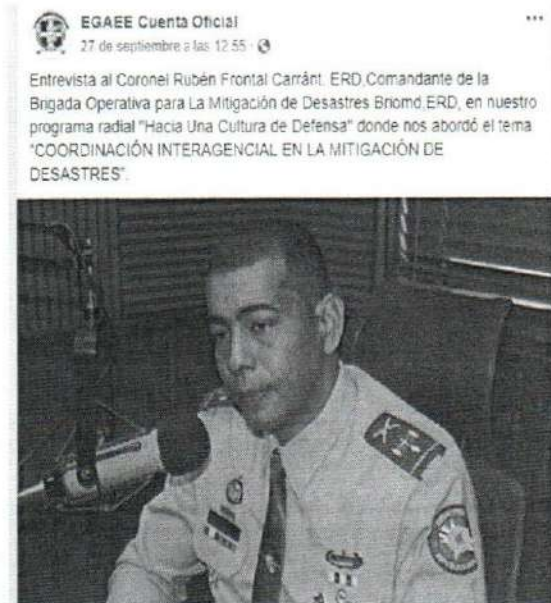 EGAEE Cuenta Oficial
27 de septiembre a las 12:55 ·
Entrevista al Coronel Rubén Frontal Carránt. ERD,Comandante de la
Brigada Operativa para La Mitigación de Desastres Briomd,ERD, en nuestro
programa radial "Hacia Una Cultura de Defensa" donde nos abordó el tema
"COORDINACIÓN INTERAGENCIAL EN LA MITIGACIÓN DE
DESASTRES".